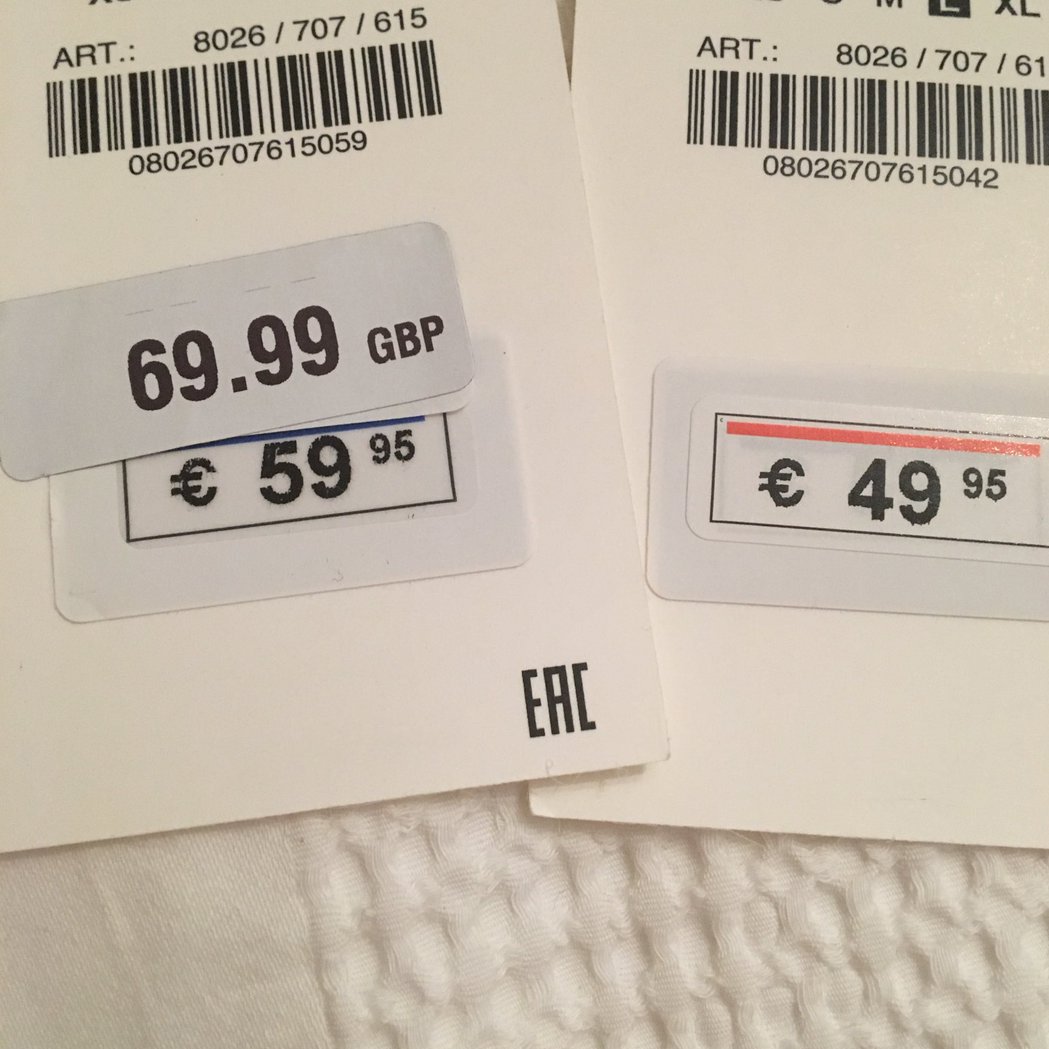 ART.: 8026 / 707 / 615
08026707615059
69.99 GBP
€ 59 95
EAC
M L XL
ART.: 8026 / 707 / 61
08026707615042
€ 49 95